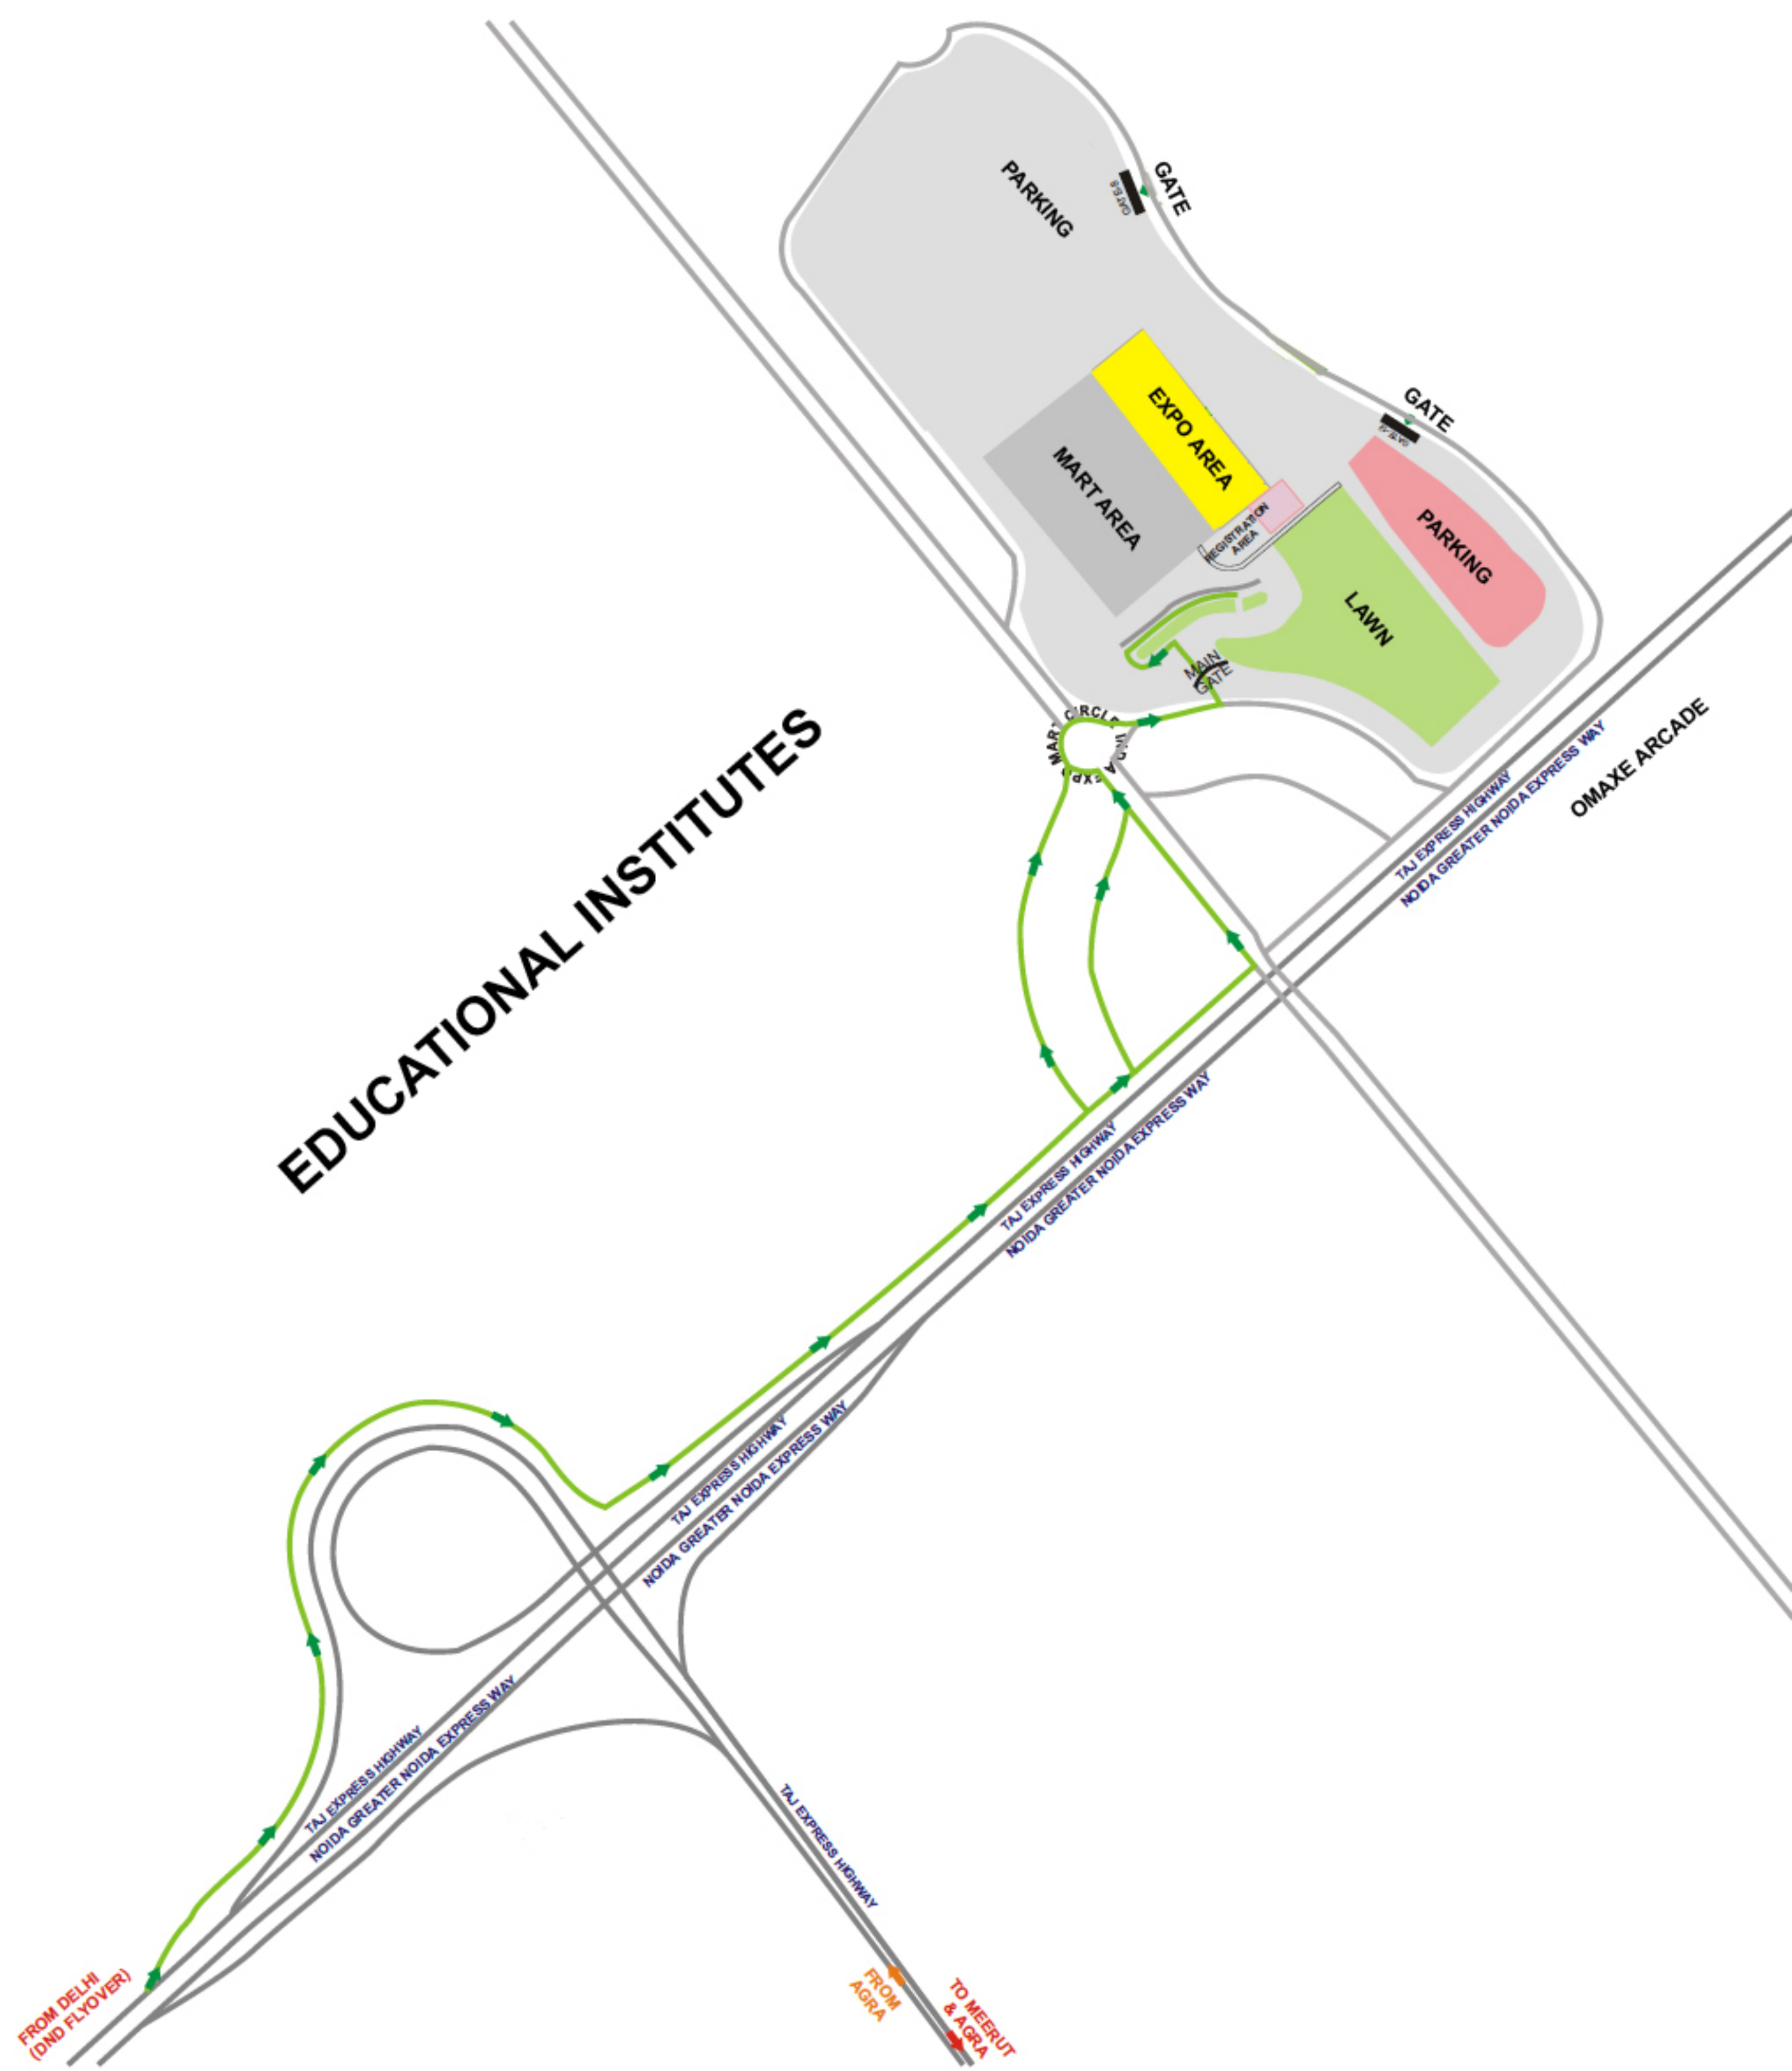 PARKING
GATE
GATE
EXPO AREA
MART AREA
REGISTRATION
AREA
PARKING
LAWN
MAIN
GATE
INDIA EXPO MART CIRCLE
OMAXE ARCADE
TAJ EXPRESS HIGHWAY
NOIDA GREATER NOIDA EXPRESS WAY
EDUCATIONAL INSTITUTES
TAJ EXPRESS HIGHWAY
NOIDA GREATER NOIDA EXPRESS WAY
TAJ EXPRESS HIGHWAY
NOIDA GREATER NOIDA EXPRESS WAY
TAJ EXPRESS HIGHWAY
NOIDA GREATER NOIDA EXPRESS WAY
TAJ EXPRESS HIGHWAY
FROM DELHI
(DND FLYOVER)
FROM
AGRA
TO MEERUT
& AGRA